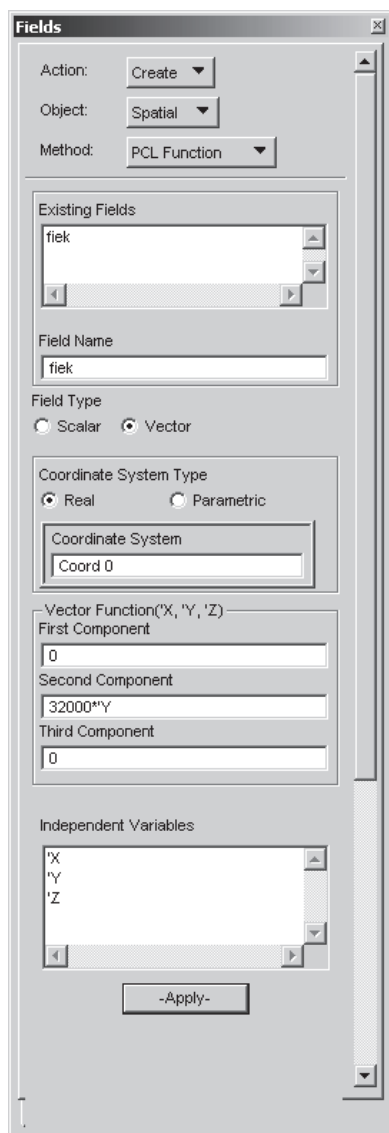 Fields
Action: Create
Object: Spatial
Method: PCL Function
Existing Fields
fiek
Field Name
fiek
Field Type
Scalar Vector
Coordinate System Type
Real Parametric
Coordinate System
Coord 0
Vector Function('X, 'Y, 'Z)
First Component
0
Second Component
32000*'Y
Third Component
0
Independent Variables
'X
'Y
'Z
-Apply-